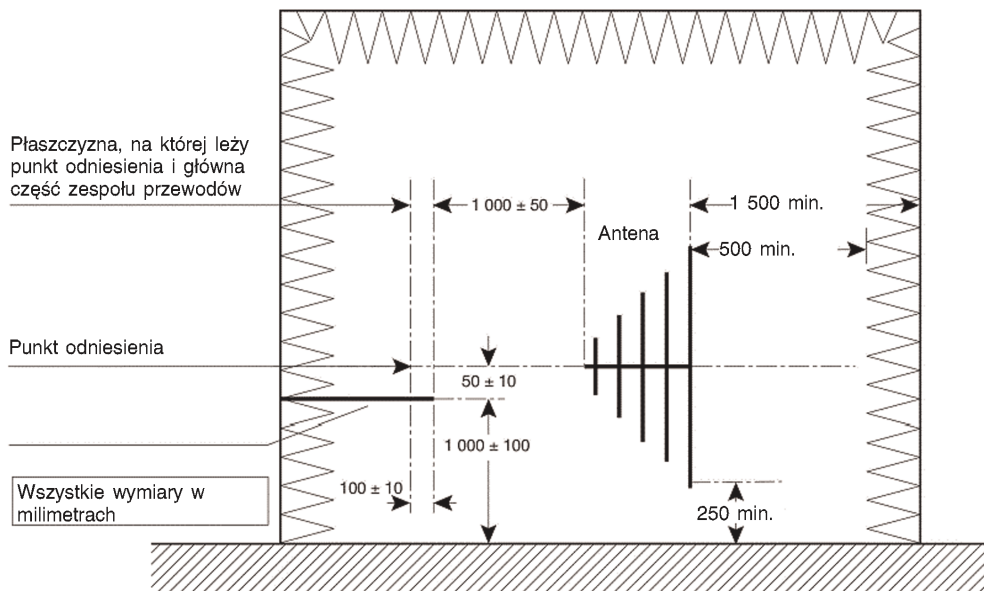 Płaszczyzna, na której leży
punkt odniesienia i główna
część zespołu przewodów
1 000 ± 50
1 500 min.
Antena
500 min.
Punkt odniesienia
50 ± 10
1 000 ± 100
100 ± 10
Wszystkie wymiary w
milimetrach
250 min.